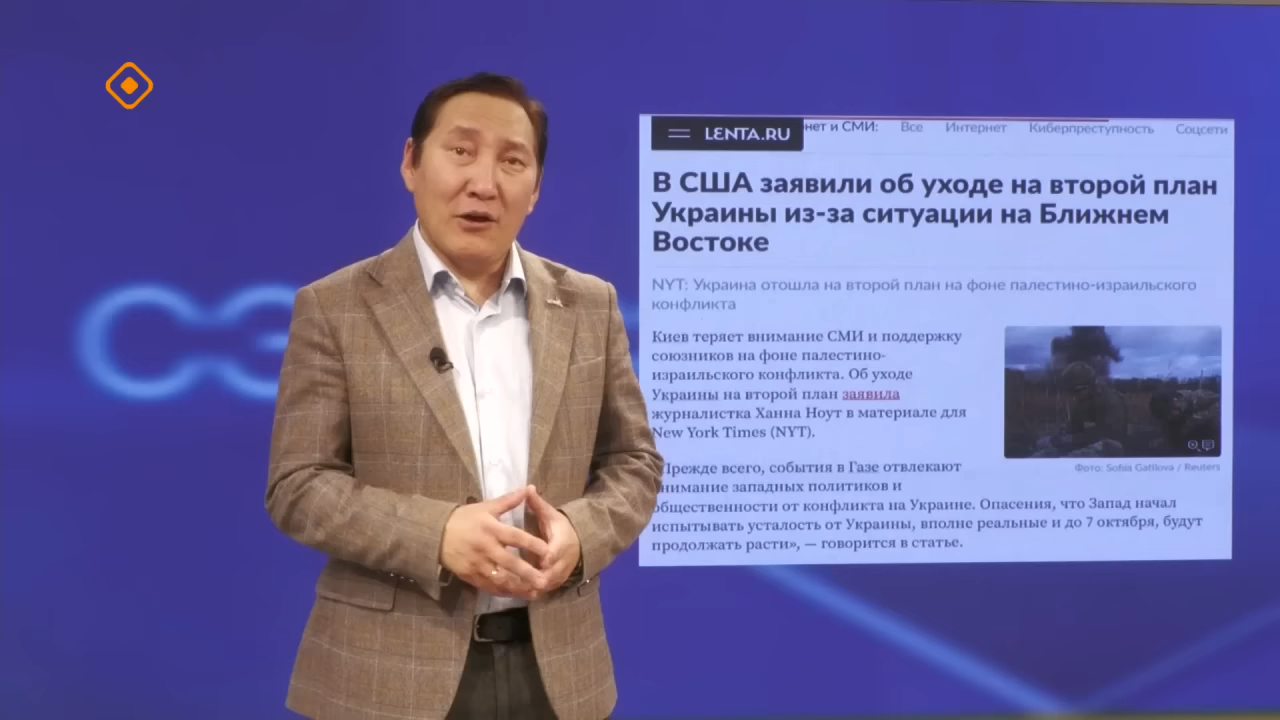 LENTA.RU
нет и СМИ: Все Интернет Киберпреступность Соцсети
В США заявили об уходе на второй план
Украины из-за ситуации на Ближнем
Востоке
NYT: Украина отошла на второй план на фоне палестино-израильского
конфликта
Киев теряет внимание СМИ и поддержку
союзников на фоне палестино-
израильского конфликта. Об уходе
Украины на второй план заявила
журналистка Ханна Ноут в материале для
New York Times (NYT).
Прежде всего, события в Газе отвлекают
внимание западных политиков и
общественности от конфликта на Украине. Опасения, что Запад начал
испытывать усталость от Украины, вполне реальные и до 7 октября, будут
продолжать расти», — говорится в статье.
Фото: Sofiia Gatilova / Reuters